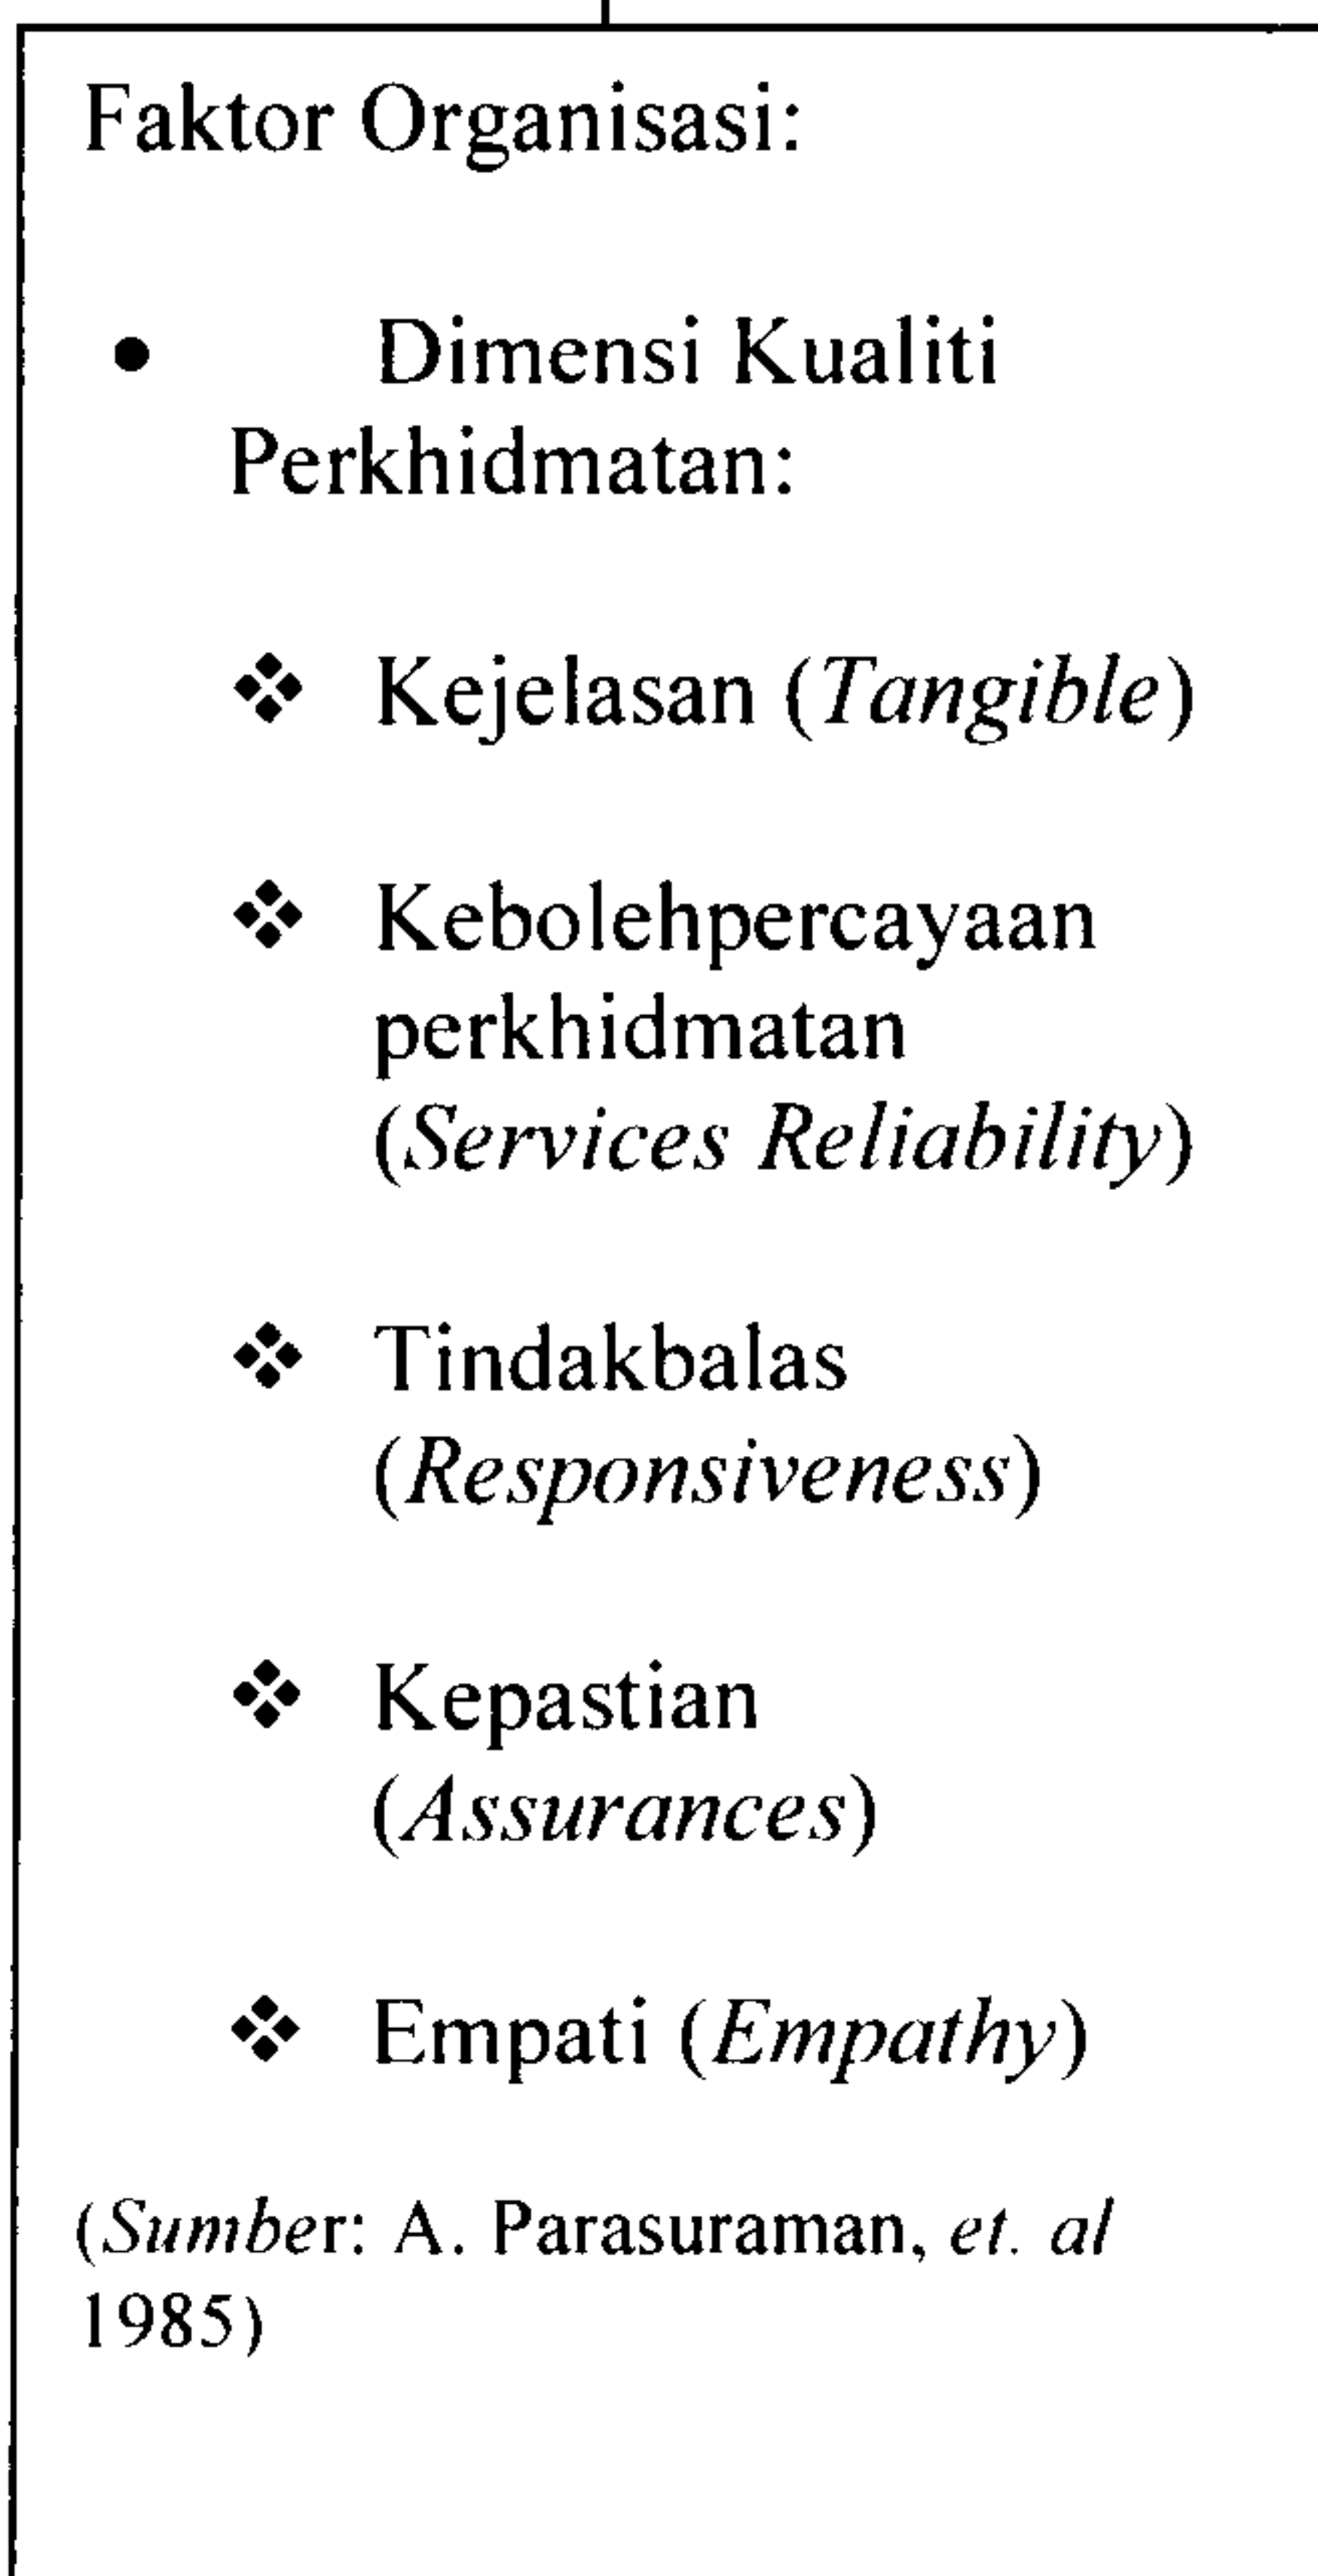 Faktor Organisasi:
• Dimensi Kualiti
Perkhidmatan:
❖ Kejelasan (Tangible)
❖ Kebolehpercayaan
perkhidmatan
(Services Reliability)
❖ Tindakbalas
(Responsiveness)
❖ Kepastian
(Assurances)
❖ Empati (Empathy)
(Sumber: A. Parasuraman, et. al
1985)